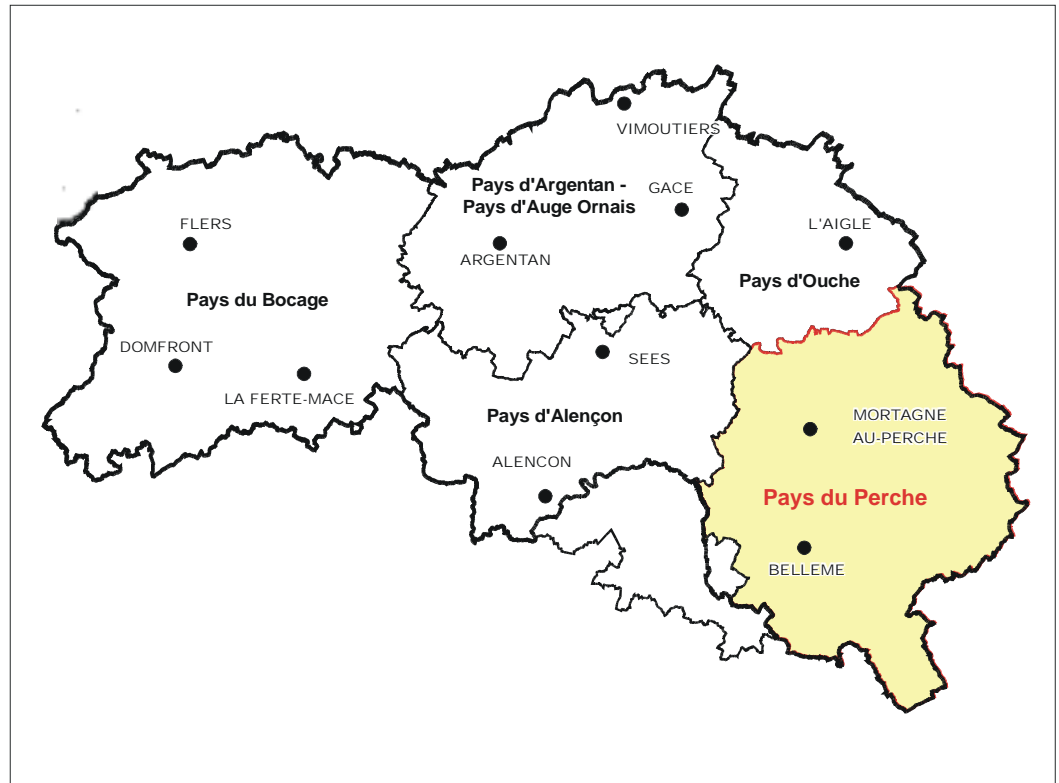 VIMOUTIERS
Pays d'Argentan -
Pays d'Auge Ornais
GACE
FLERS
ARGENTAN
L'AIGLE
Pays d'Ouche
Pays du Bocage
DOMFRONT
LA FERTE-MACE
SEES
Pays d'Alençon
ALENCON
MORTAGNE
AU-PERCHE
Pays du Perche
BELLEME